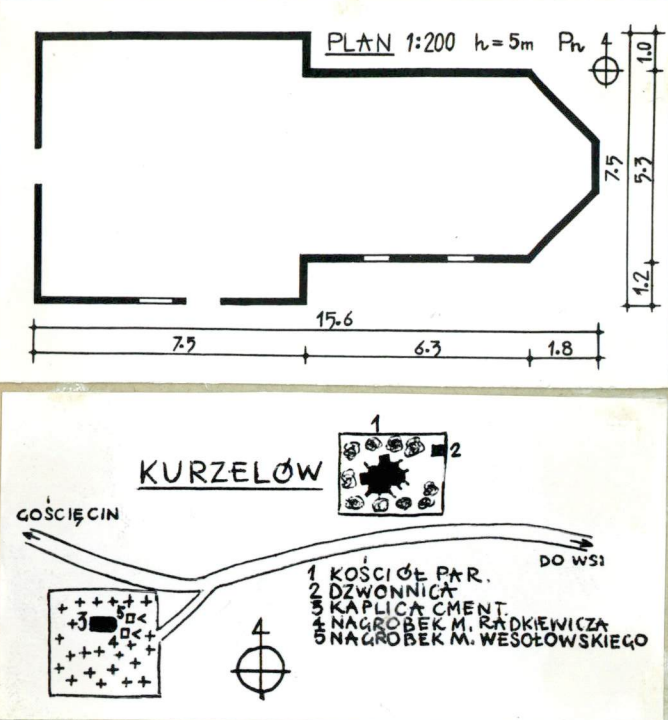 PLAN 1:200 h=5m Pn 4
1.0
7.5
5.3
1.2
15.6
7.5 6.3 1.8
1
2
KURZELÓW
GOŚCIĘCIN
DO WSI
1 KOŚCIÓŁ PAR.
2 DZWONNICA
3 KAPLICA CMENT.
4 NAGROBEK M. RADKIEWICZA
5 NAGROBEK M. WESOŁOWSKIEGO
5
3
4
4